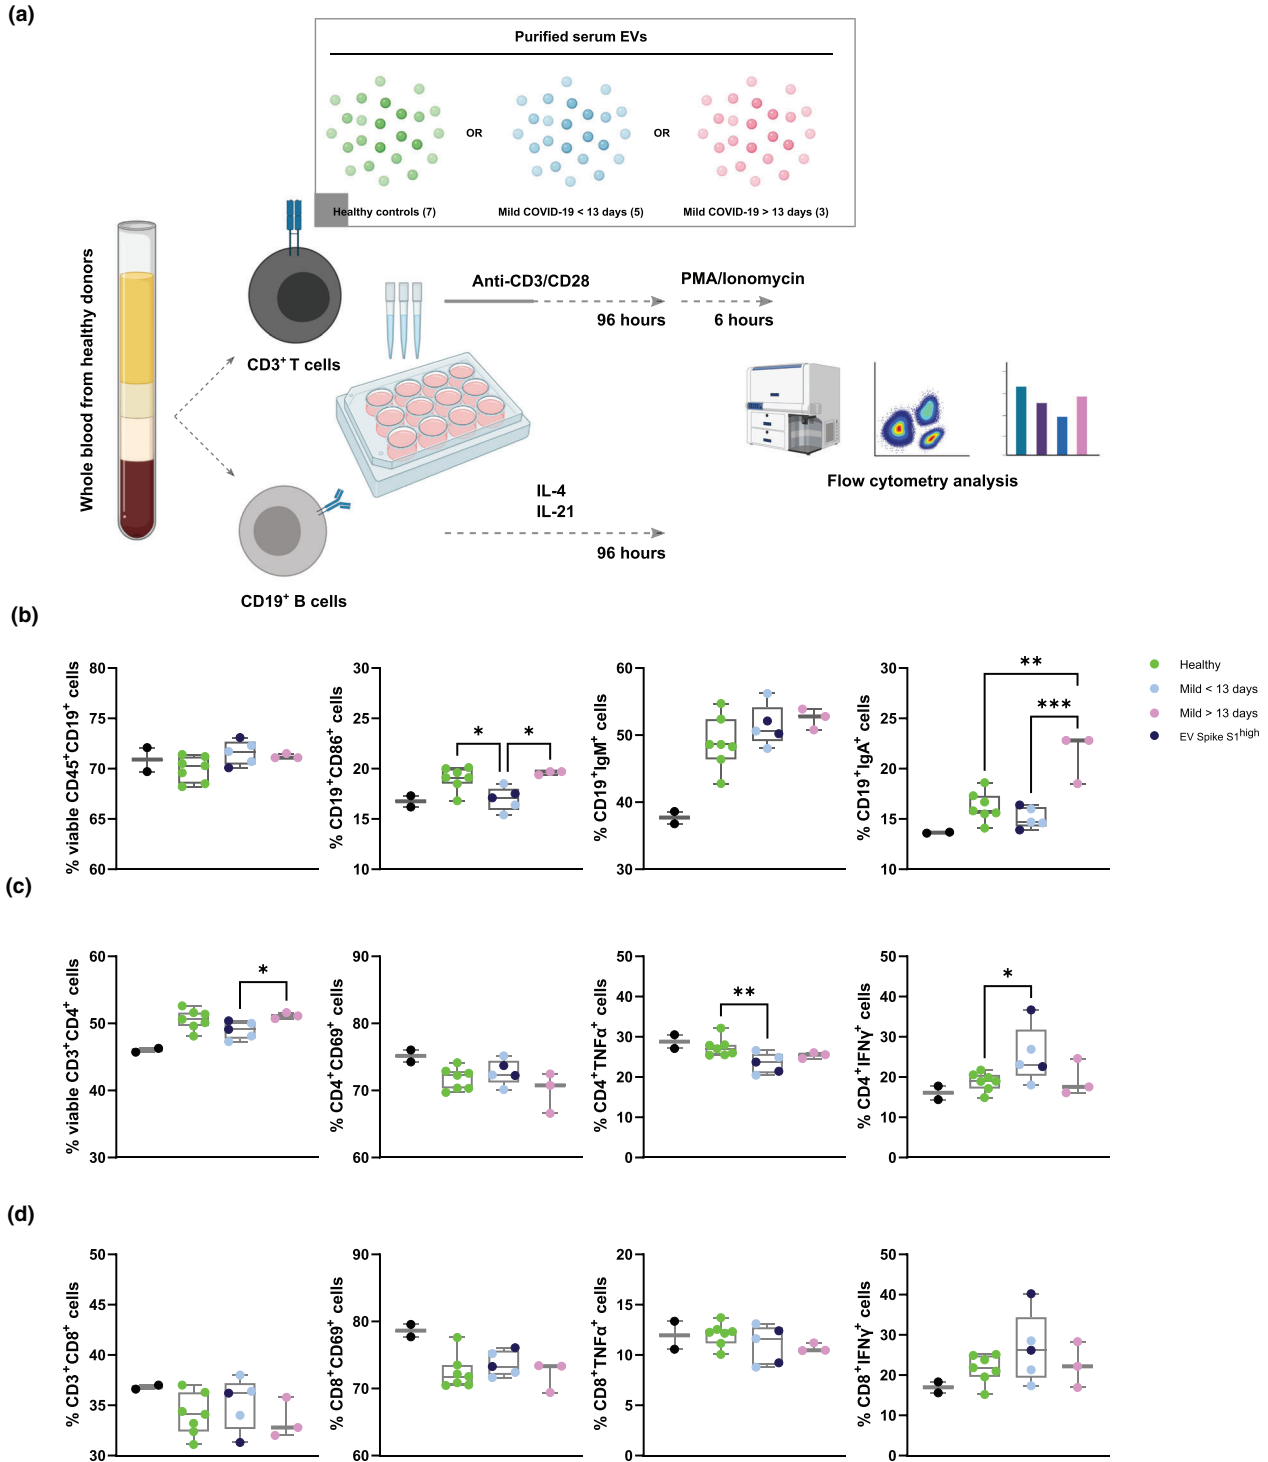 (a)
Purified serum EVs
OR
OR
Healthy controls (7)
Mild COVID-19 < 13 days (5)
Mild COVID-19 > 13 days (3)
Whole blood from healthy donors
CD3⁺ T cells
Anti-CD3/CD28
96 hours
PMA/Ionomycin
6 hours
CD19⁺ B cells
IL-4
IL-21
96 hours
Flow cytometry analysis
(b)
% viable CD45⁺CD19⁺ cells
80
75
70
65
60
% CD19⁺CD86⁺ cells
30
25
20
15
10
*
*
% CD19⁺IgM⁺ cells
60
50
40
30
% CD19⁺IgA⁺ cells
30
25
20
15
10
**
***
Healthy
Mild < 13 days
Mild > 13 days
EV Spike S1ʰⁱᵍʰ
(c)
% viable CD3⁺CD4⁺ cells
60
50
40
30
*
% CD4⁺CD69⁺ cells
90
80
70
60
% CD4⁺TNFα⁺ cells
50
40
30
20
10
0
**
% CD4⁺IFNγ⁺ cells
50
40
30
20
10
0
*
(d)
% CD3⁺CD8⁺ cells
50
45
40
35
30
% CD8⁺CD69⁺ cells
90
80
70
60
% CD8⁺TNFα⁺ cells
20
15
10
5
0
% CD8⁺IFNγ⁺ cells
50
40
30
20
10
0